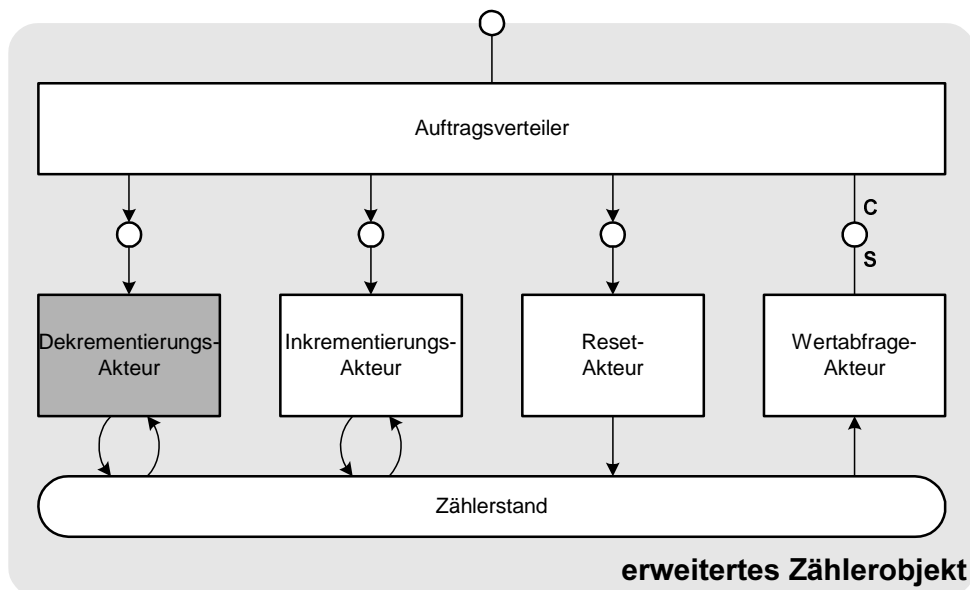 Auftragsverteiler
C
S
Dekrementierungs-
Akteur
Inkrementierungs-
Akteur
Reset-
Akteur
Wertabfrage-
Akteur
Zählerstand
erweitertes Zählerobjekt